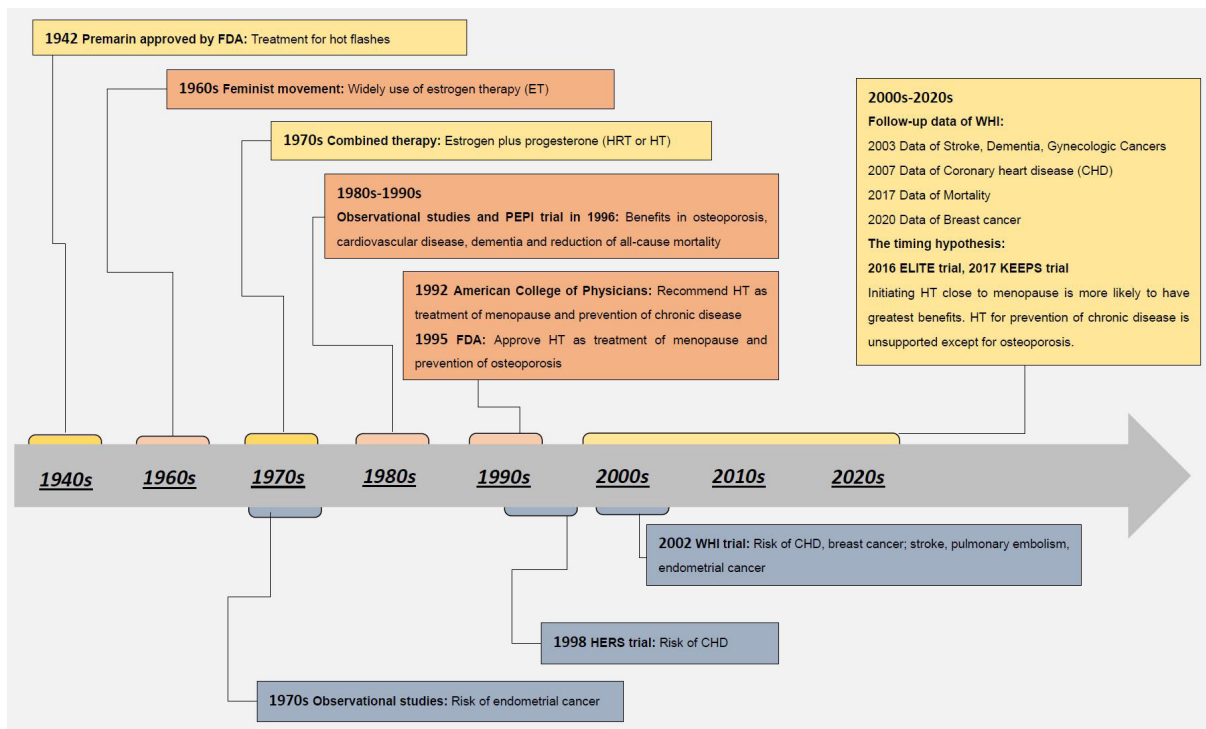 1942 Premarin approved by FDA: Treatment for hot flashes
1960s Feminist movement: Widely use of estrogen therapy (ET)
1970s Combined therapy: Estrogen plus progesterone (HRT or HT)
1980s-1990s
Observational studies and PEPI trial in 1996: Benefits in osteoporosis,
cardiovascular disease, dementia and reduction of all-cause mortality
1992 American College of Physicians: Recommend HT as
treatment of menopause and prevention of chronic disease
1995 FDA: Approve HT as treatment of menopause and
prevention of osteoporosis
2000s-2020s
Follow-up data of WHI:
2003 Data of Stroke, Dementia, Gynecologic Cancers
2007 Data of Coronary heart disease (CHD)
2017 Data of Mortality
2020 Data of Breast cancer
The timing hypothesis:
2016 ELITE trial, 2017 KEEPS trial
Initiating HT close to menopause is more likely to have
greatest benefits. HT for prevention of chronic disease is
unsupported except for osteoporosis.
1940s
1960s
1970s
1980s
1990s
2000s
2010s
2020s
2002 WHI trial: Risk of CHD, breast cancer; stroke, pulmonary embolism,
endometrial cancer
1998 HERS trial: Risk of CHD
1970s Observational studies: Risk of endometrial cancer